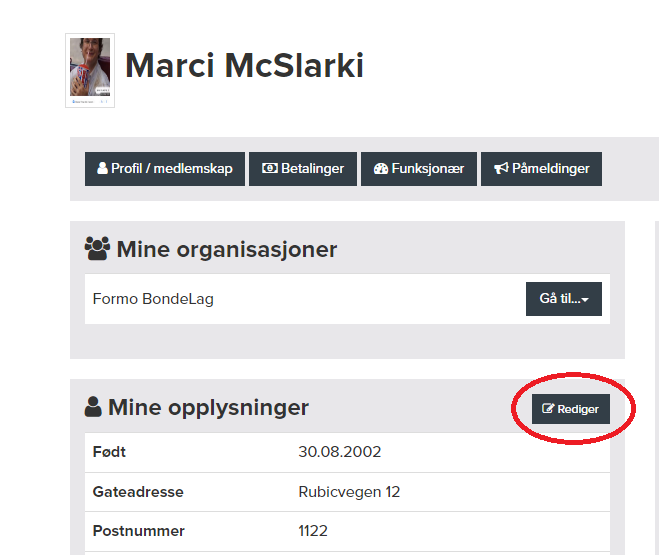 Marci McSlarki
Profil / medlemskap Betalinger Funksjonær Påmeldinger
Mine organisasjoner
Formo BondeLag Gå til...
Mine opplysninger Rediger
Født 30.08.2002
Gateadresse Rubicvegen 12
Postnummer 1122